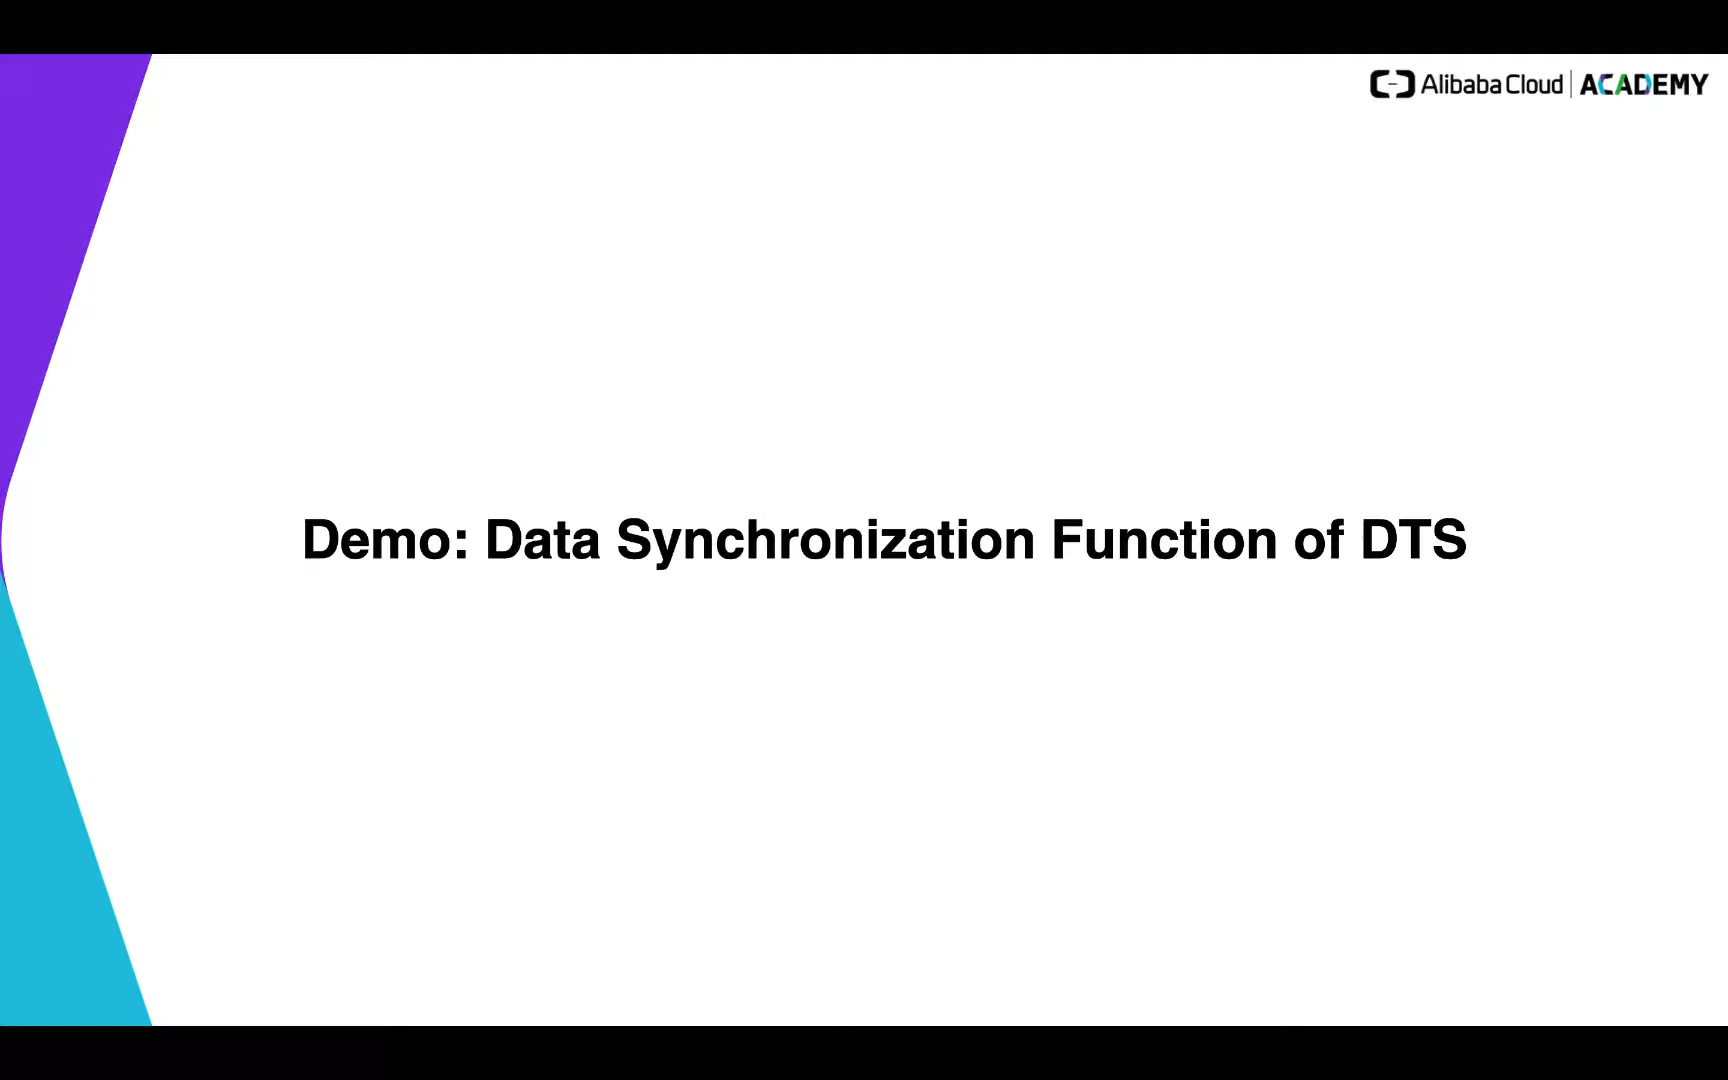 Alibaba Cloud | ACADEMY
Demo: Data Synchronization Function of DTS